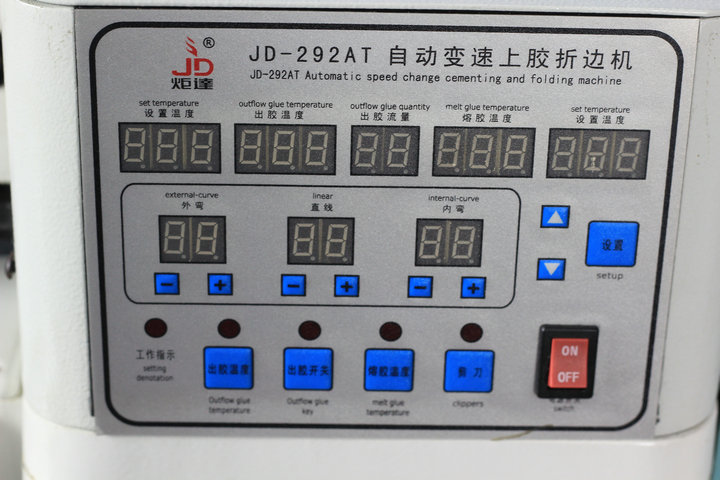 JD ®
炬達
JD-292AT 自动变速上胶折边机
JD-292AT Automatic speed change cementing and folding machine
set temperature
设置温度
outflow glue temperature
出胶温度
outflow glue quantity
出胶流量
melt glue temperature
熔胶温度
set temperature
设置温度
external-curve
外弯
linear
直线
internal-curve
内弯
- +
- +
- +
设置
setup
工作指示
setting
denotation
出胶温度
Outflow glue
temperature
出胶开关
Outflow glue
key
熔胶温度
melt glue
temperature
剪刀
clippers
ON
OFF
switch